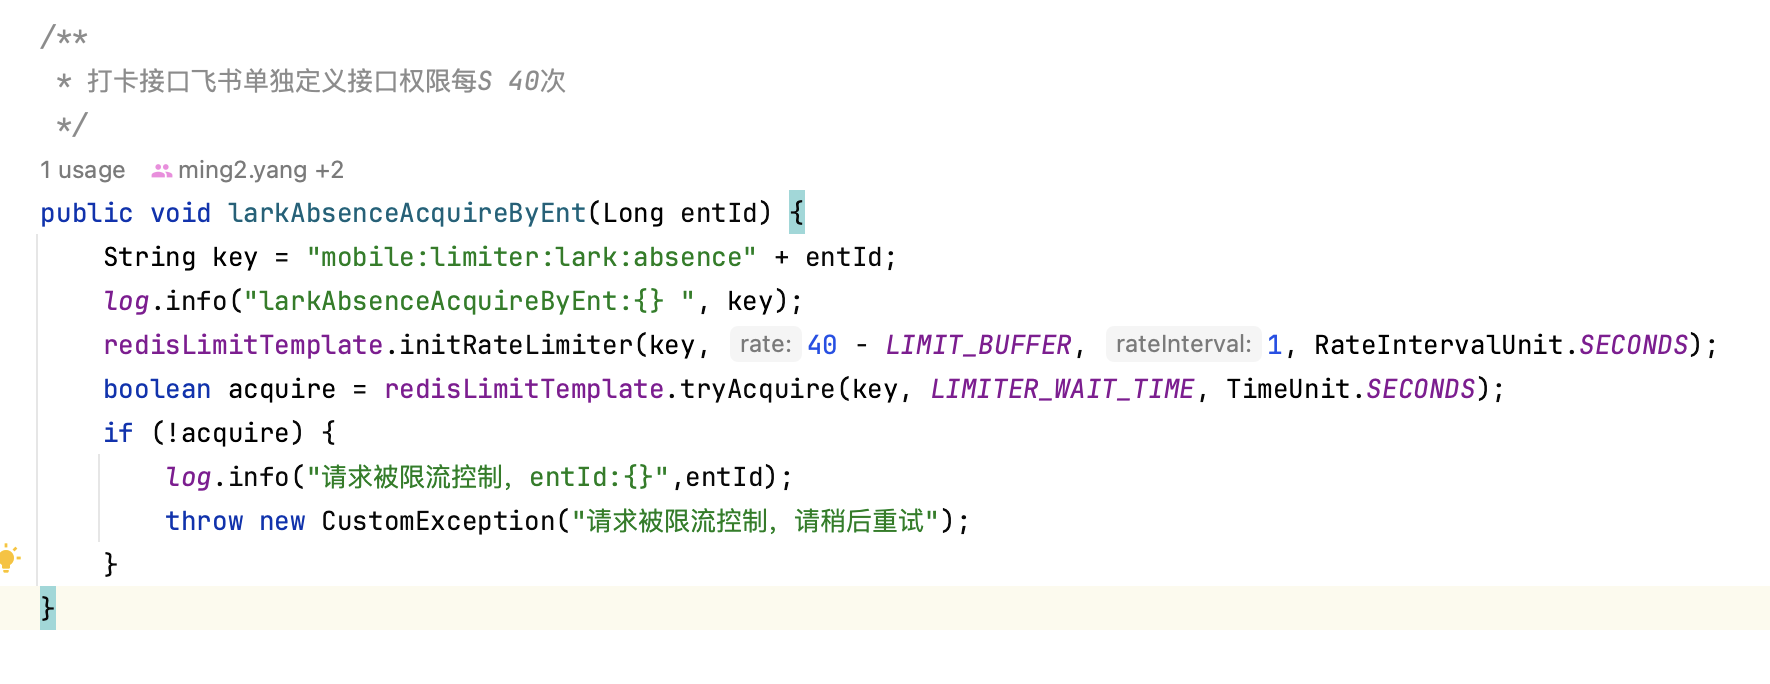 /**
 * 打卡接口飞书单独定义接口权限每S 40次
 */
1 usage ming2.yang +2
public void larkAbsenceAcquireByEnt(Long entId) {
    String key = "mobile:limiter:lark:absence" + entId;
    log.info("larkAbsenceAcquireByEnt:{} ", key);
    redisLimitTemplate.initRateLimiter(key, rate: 40 - LIMIT_BUFFER, rateInterval: 1, RateIntervalUnit.SECONDS);
    boolean acquire = redisLimitTemplate.tryAcquire(key, LIMITER_WAIT_TIME, TimeUnit.SECONDS);
    if (!acquire) {
        log.info("请求被限流控制，entId:{}",entId);
        throw new CustomException("请求被限流控制，请稍后重试");
    }
}